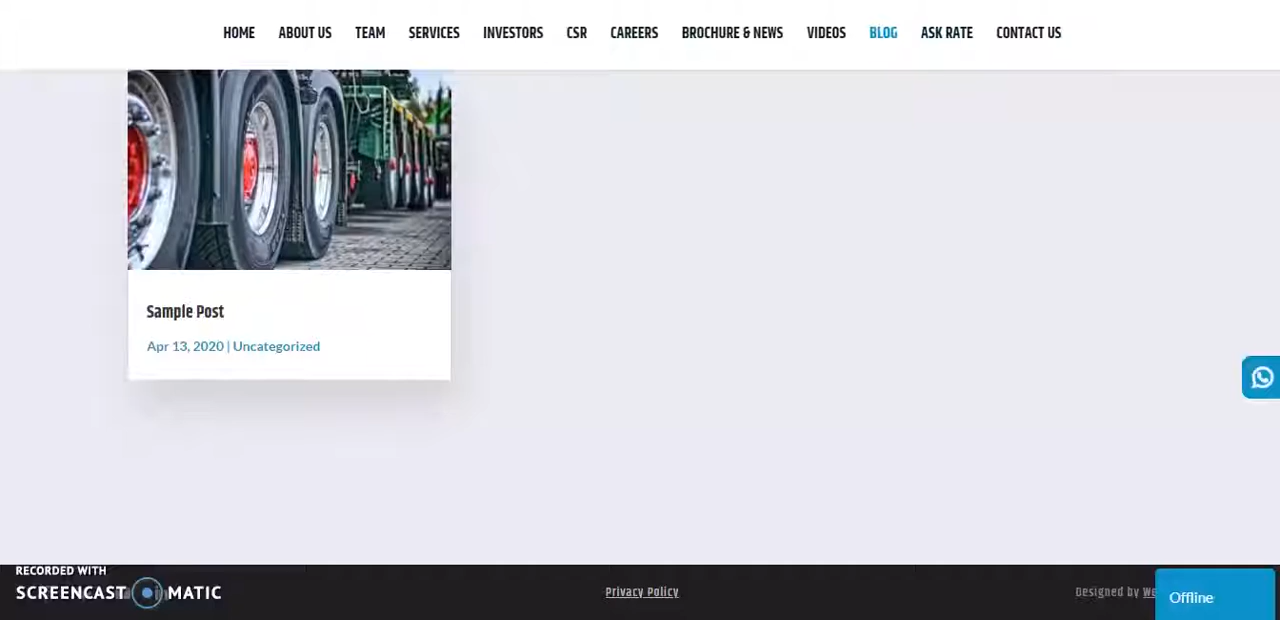 HOME ABOUT US TEAM SERVICES INVESTORS CSR CAREERS BROCHURE & NEWS VIDEOS BLOG ASK RATE CONTACT US
Sample Post
Apr 13, 2020 | Uncategorized
RECORDED WITH
SCREENCAST MATIC
Privacy Policy
Designed by We
Offline